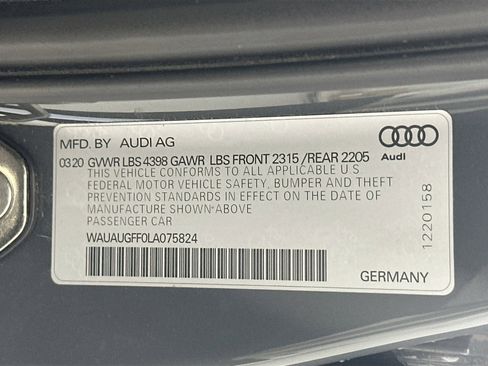 MFD. BY AUDI AG
Audi
03 20 GVWR LBS 4398 GAWR LBS FRONT 2315 /REAR 2205
THIS VEHICLE CONFORMS TO ALL APPLICABLE U S
FEDERAL MOTOR VEHICLE SAFETY, BUMPER AND THEFT
PREVENTION STANDARDS IN EFFECT ON THE DATE OF
MANUFACTURE SHOWN ABOVE
PASSENGER CAR
WAUAUGFF0LA075824
GERMANY
1220158